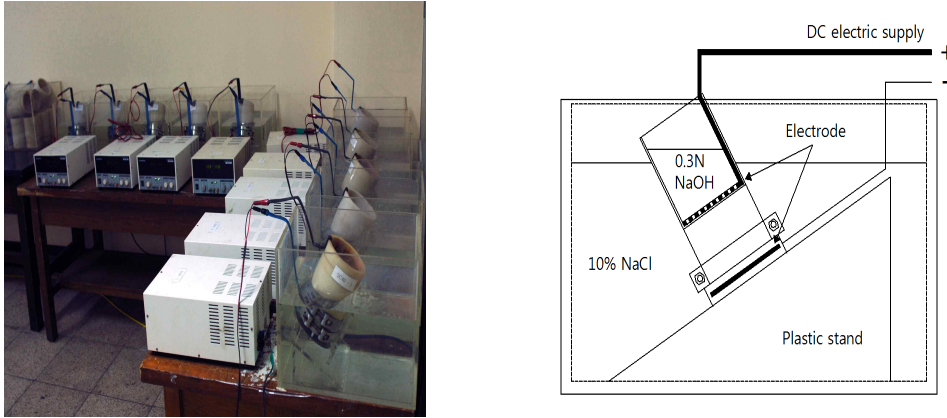 DC electric supply
+
-
Electrode
0.3N
NaOH
10% NaCl
Plastic stand